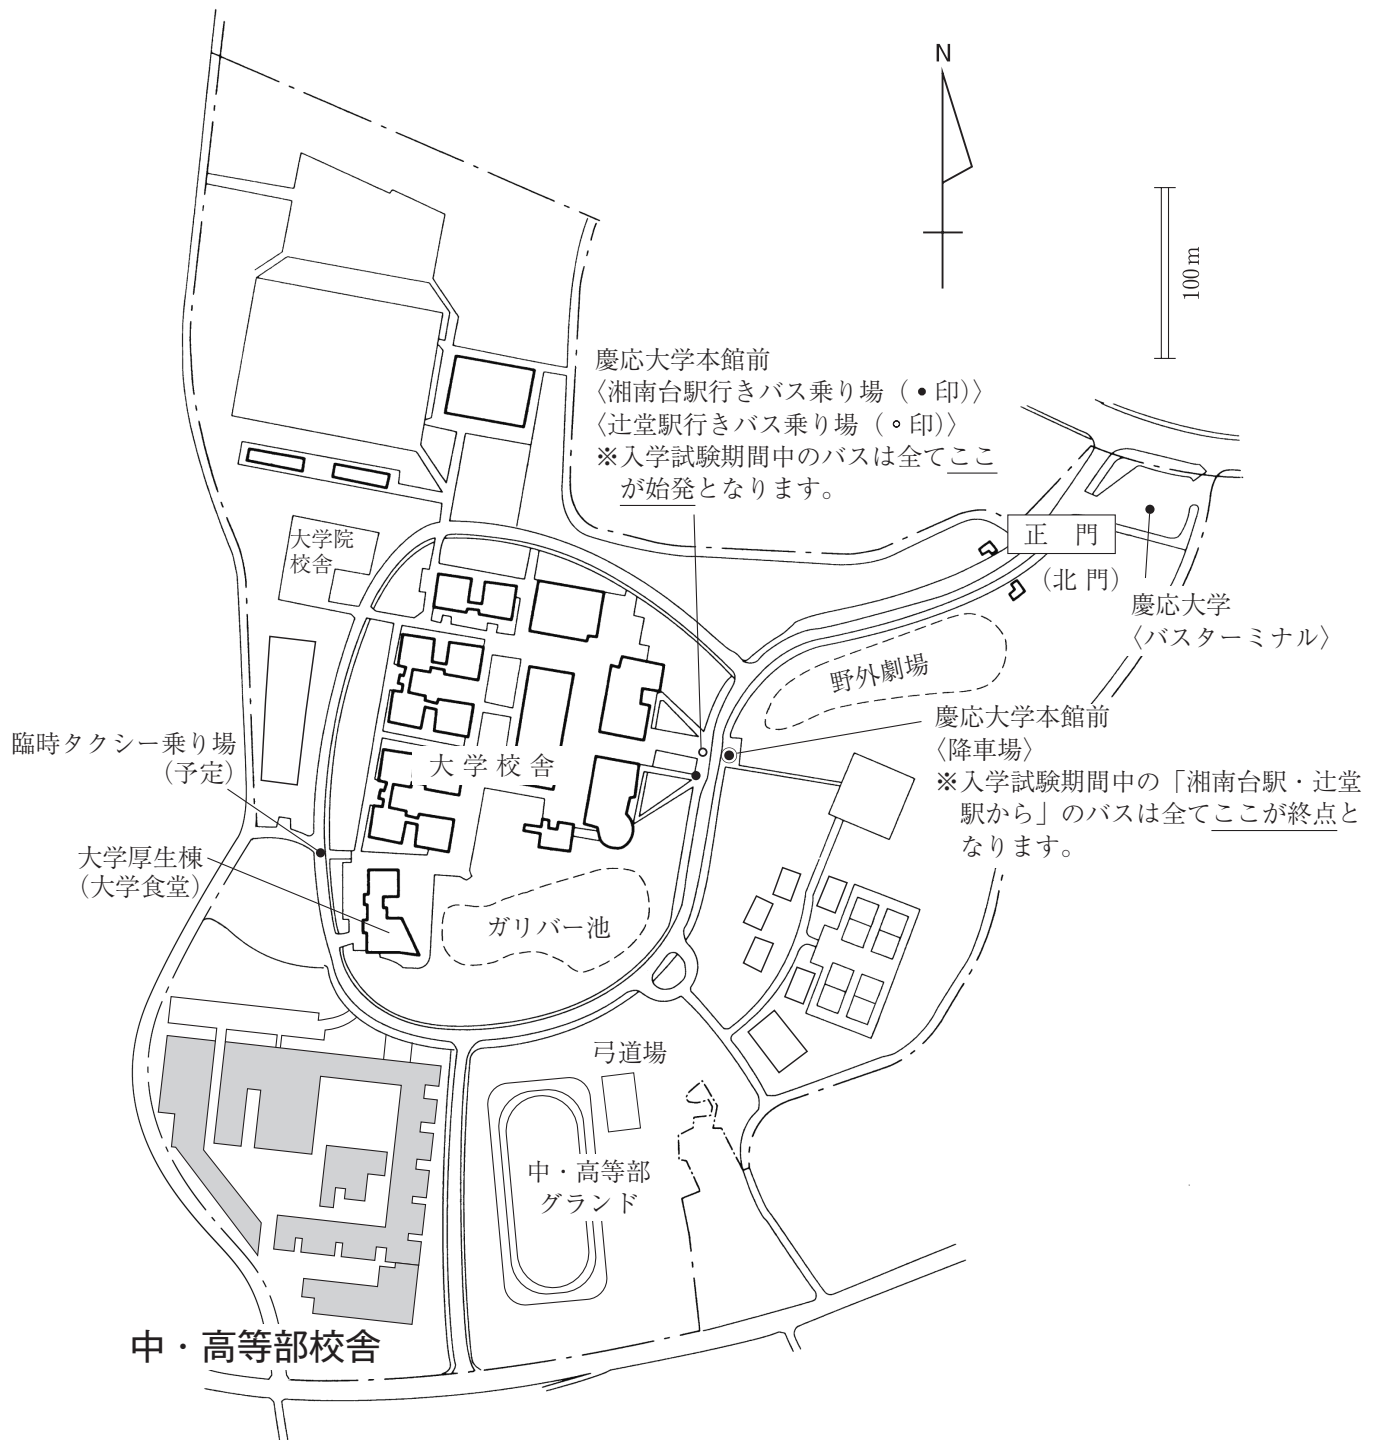 N
100m
慶応大学本館前
〈湘南台駅行きバス乗り場（●印）〉
〈辻堂駅行きバス乗り場（○印）〉
※入学試験期間中のバスは全てここ
が始発となります。
正 門
（北 門）
慶応大学
〈バスターミナル〉
大学院
校舎
野外劇場
慶応大学本館前
〈降車場〉
※入学試験期間中の「湘南台駅・辻堂
駅から」のバスは全てここが終点と
なります。
臨時タクシー乗り場
（予定）
大 学 校 舎
大学厚生棟
（大学食堂）
ガリバー池
弓道場
中・高等部
グランド
中・高等部校舎